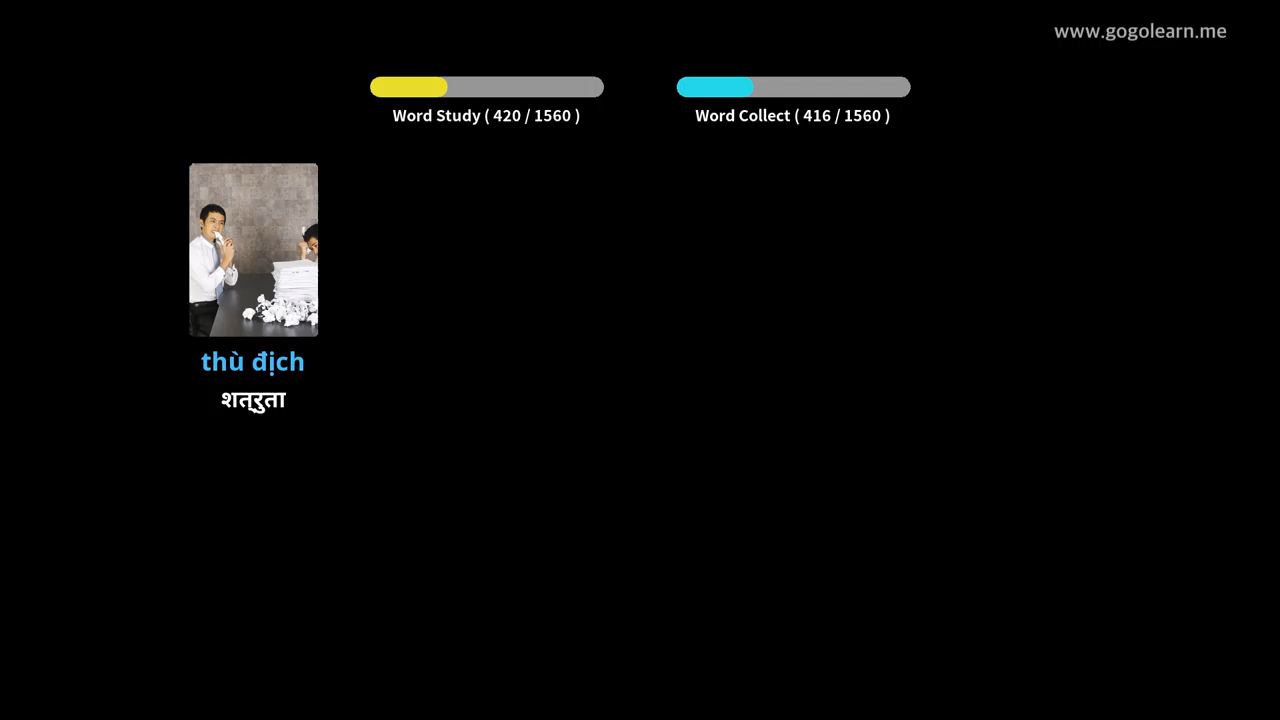 www.gogolearn.me
Word Study ( 420 / 1560 )
Word Collect ( 416 / 1560 )
thù địch
शत्रुता